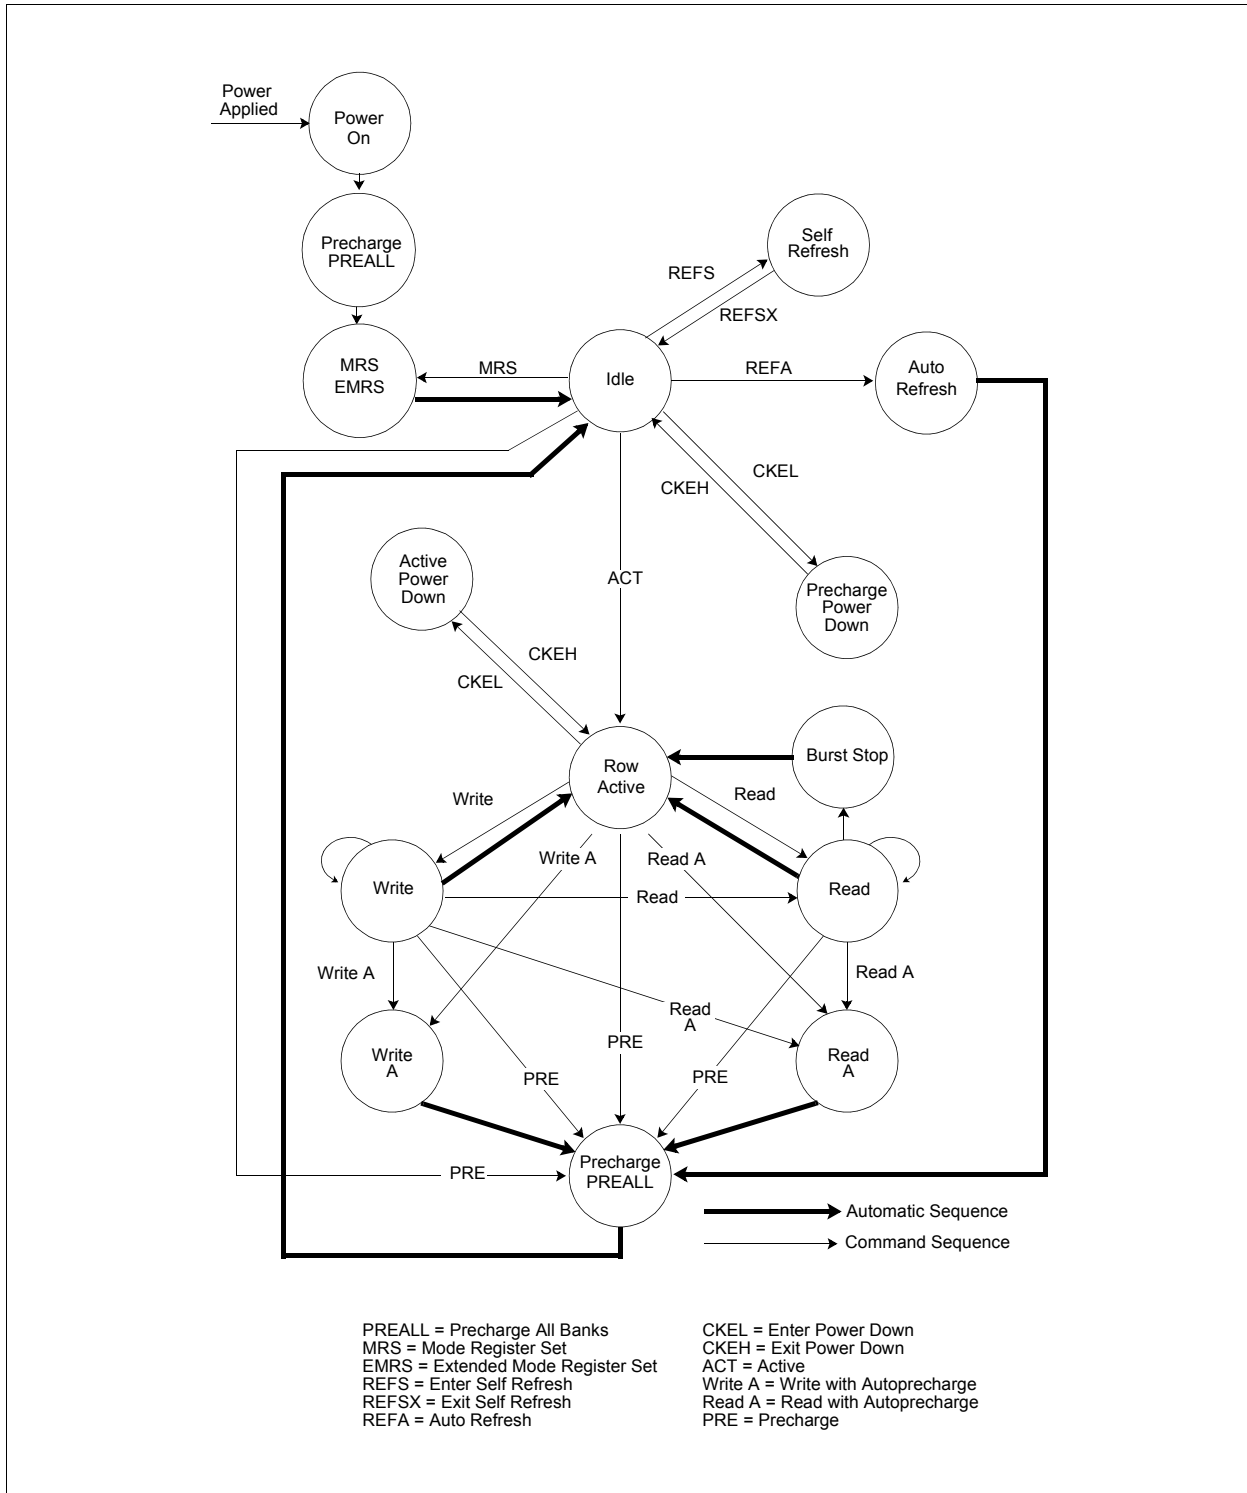 Power
Applied
Power
On
Precharge
PREALL
Self
Refresh
REFS
REFSX
MRS
EMRS
MRS
Idle
REFA
Auto
Refresh
CKEL
CKEH
Active
Power
Down
ACT
Precharge
Power
Down
CKEH
CKEL
Burst Stop
Row
Active
Write
Read
Write A
Read A
Write
Read
Read
Write A
Read A
Read
A
PRE
Write
A
Read
A
PRE
PRE
Precharge
PREALL
PRE
Automatic Sequence
Command Sequence
PREALL = Precharge All Banks
MRS = Mode Register Set
EMRS = Extended Mode Register Set
REFS = Enter Self Refresh
REFSX = Exit Self Refresh
REFA = Auto Refresh
CKEL = Enter Power Down
CKEH = Exit Power Down
ACT = Active
Write A = Write with Autoprecharge
Read A = Read with Autoprecharge
PRE = Precharge